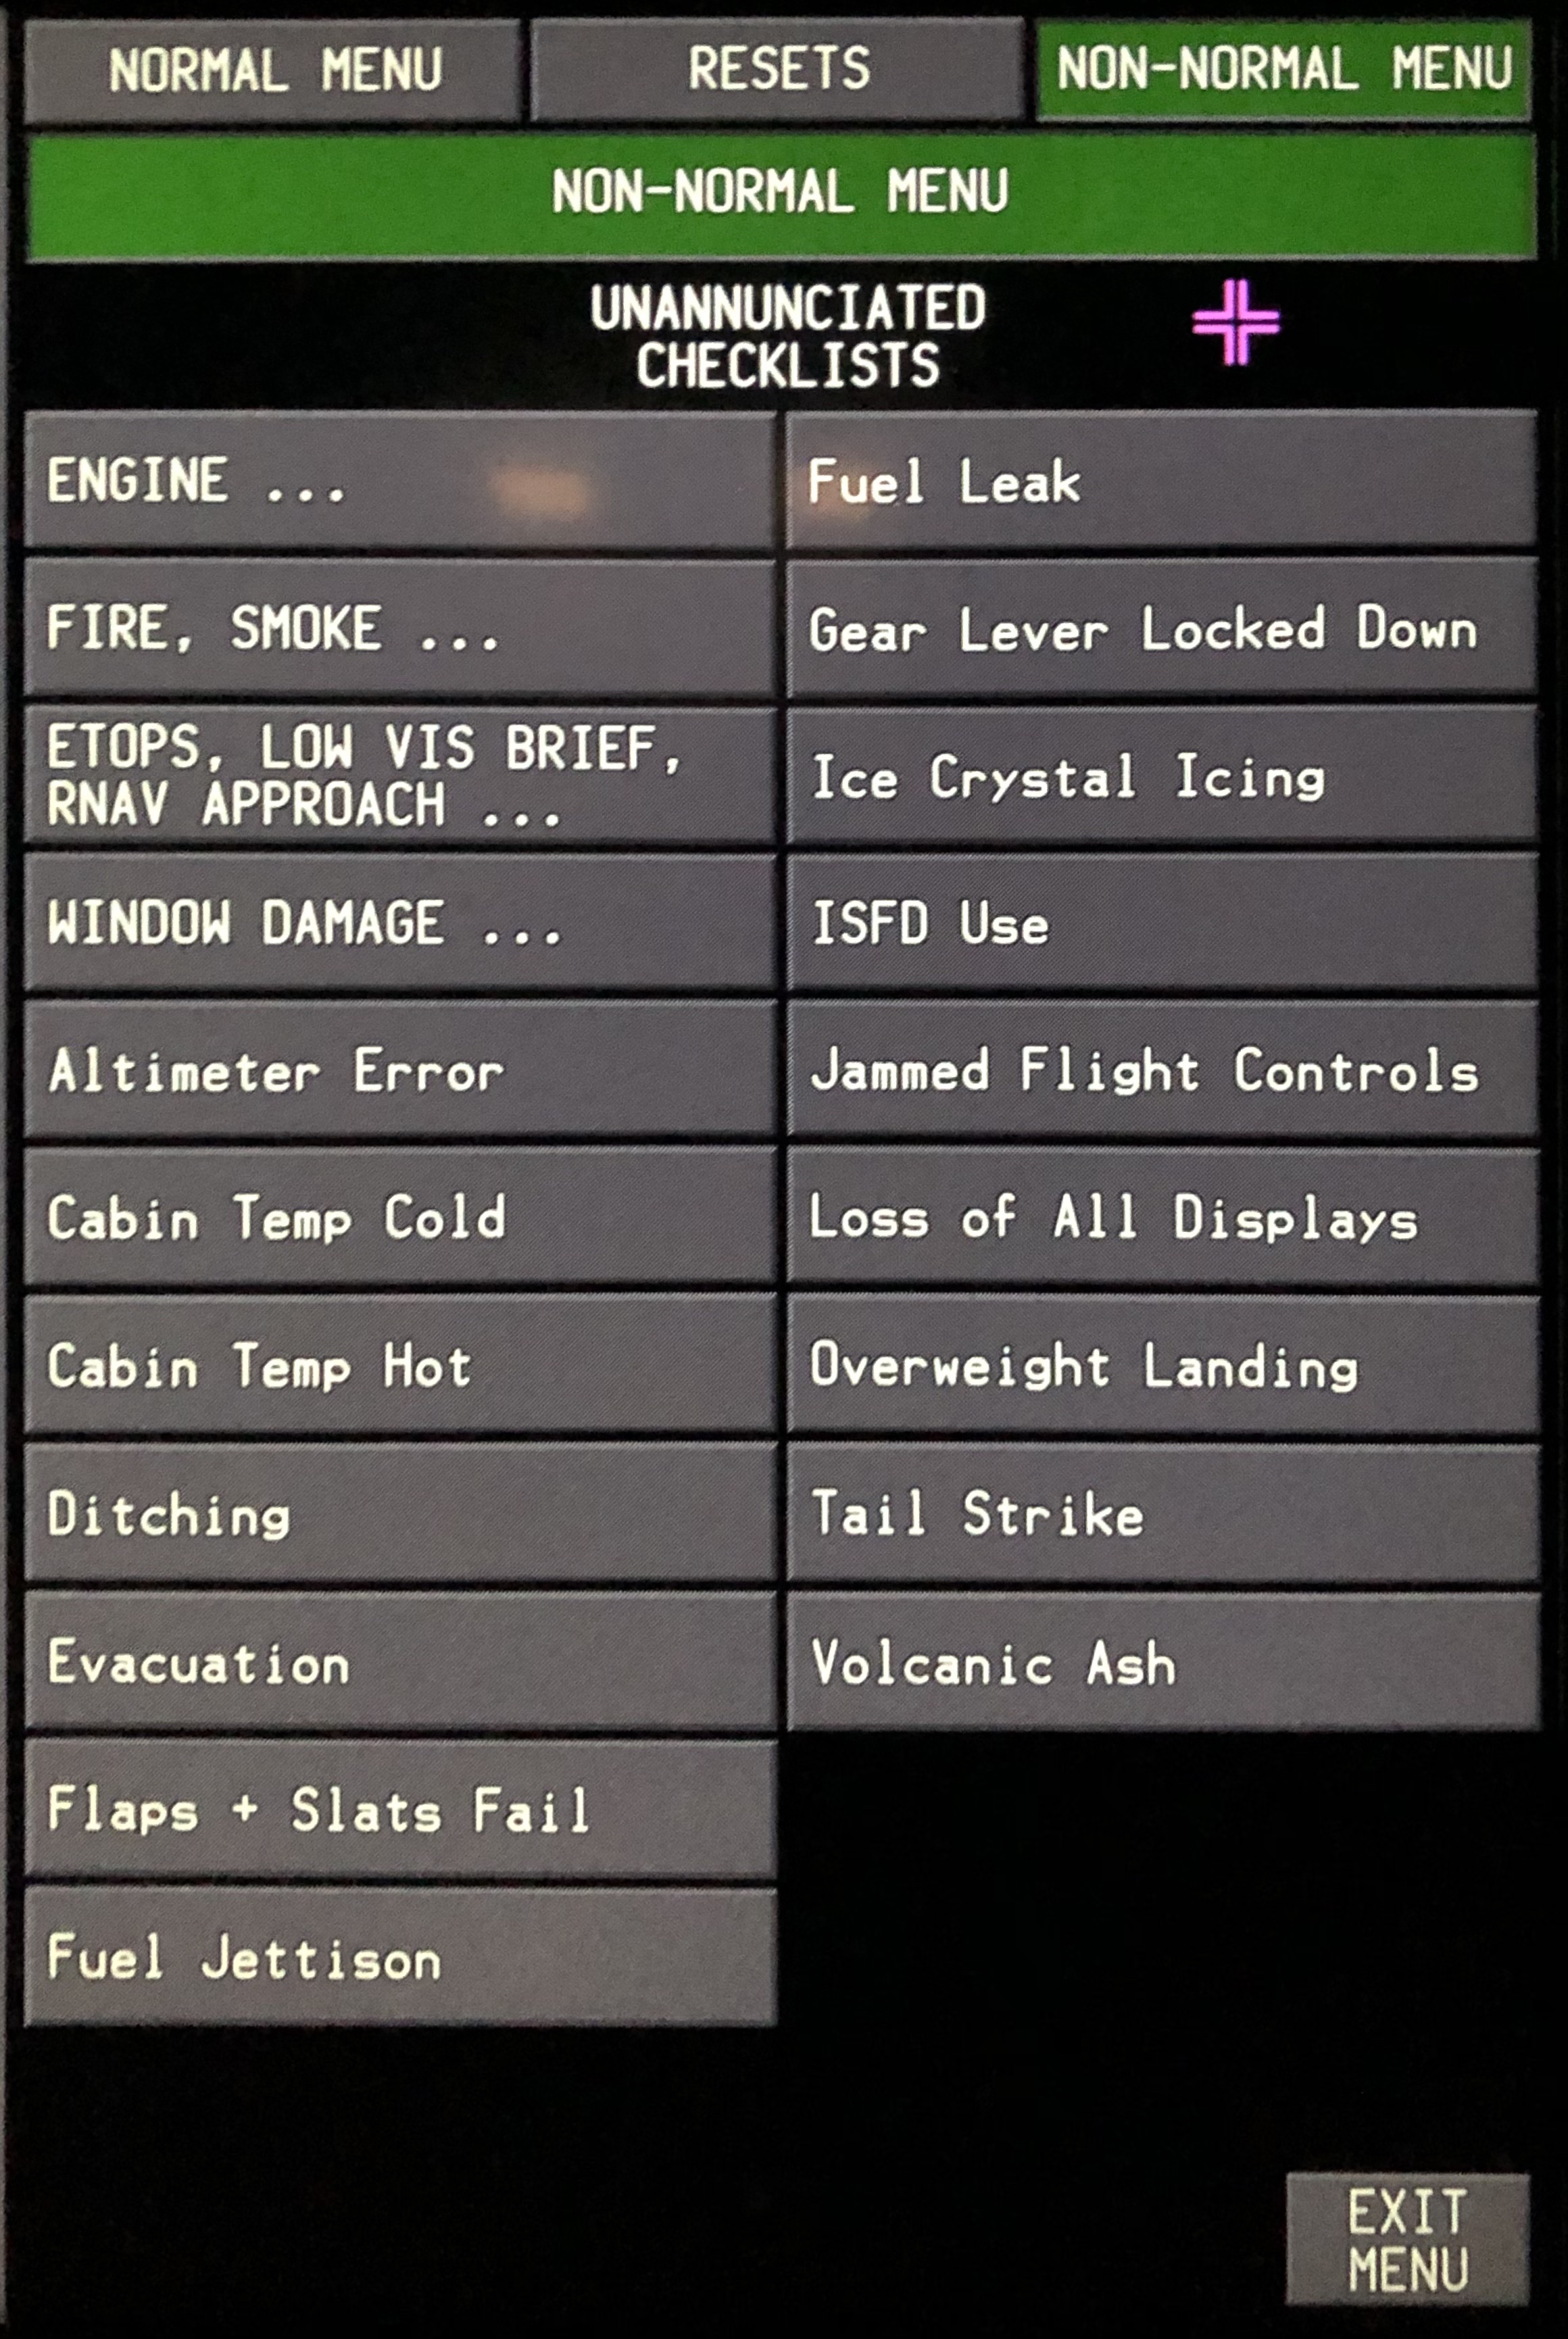 NORMAL MENU
RESETS
NON-NORMAL MENU
NON-NORMAL MENU
UNANNUNCIATED
CHECKLISTS
ENGINE ...
FIRE, SMOKE ...
ETOPS, LOW VIS BRIEF,
RNAV APPROACH ...
WINDOW DAMAGE ...
Altimeter Error
Cabin Temp Cold
Cabin Temp Hot
Ditching
Evacuation
Flaps + Slats Fail
Fuel Jettison
Fuel Leak
Gear Lever Locked Down
Ice Crystal Icing
ISFD Use
Jammed Flight Controls
Loss of All Displays
Overweight Landing
Tail Strike
Volcanic Ash
EXIT
MENU